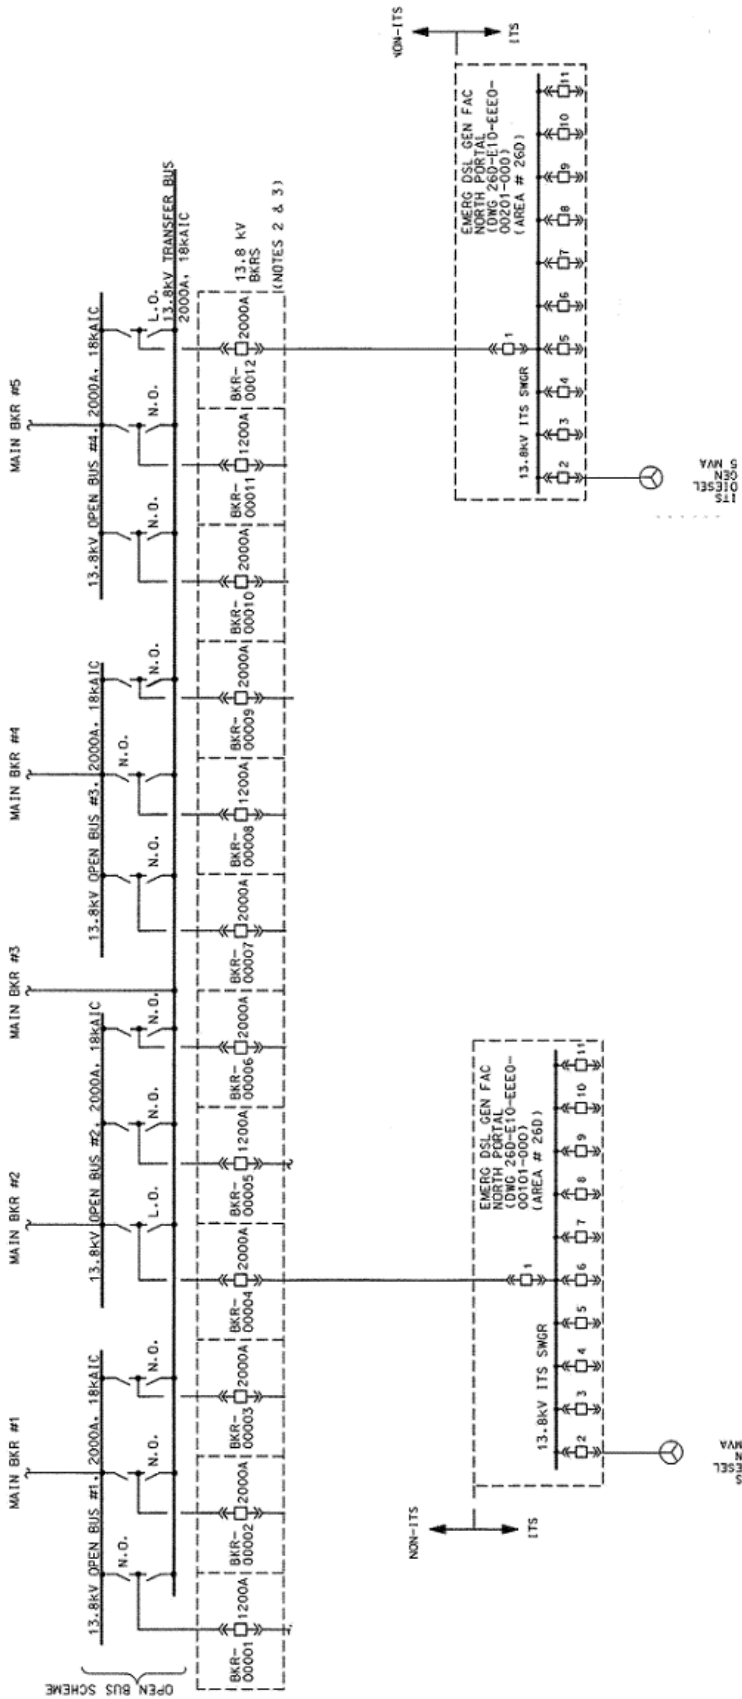 MAIN BKR #1
MAIN BKR #2
MAIN BKR #3
MAIN BKR #4
MAIN BKR #5
OPEN BUS SCHEME
13.8kV OPEN BUS #1, 2000A, 18kAIC
13.8kV OPEN BUS #2, 2000A, 18kAIC
13.8kV OPEN BUS #3, 2000A, 18kAIC
13.8kV OPEN BUS #4, 2000A, 18kAIC
N.O.
N.O.
N.O.
L.O.
N.O.
N.O.
N.O.
N.O.
N.O.
N.O.
N.O.
L.O.
13.8kV TRANSFER BUS
2000A, 18kAIC
BKR-
00001
1200A
BKR-
00002
2000A
BKR-
00003
2000A
BKR-
00004
2000A
BKR-
00005
1200A
BKR-
00006
2000A
BKR-
00007
2000A
BKR-
00008
1200A
BKR-
00009
2000A
BKR-
00010
2000A
BKR-
00011
1200A
BKR-
00012
2000A
13.8 kV
BKRS
(NOTES 2 & 3)
NON-ITS
ITS
EMERG DSL GEN FAC
NORTH PORTAL
(DWG 26D-E10-EEE0-
00101-000)
(AREA # 26D)
1
13.8kV ITS SWGR
2
3
4
5
6
7
8
9
10
11
S
ESEL
N
MVA
NON-ITS
ITS
EMERG DSL GEN FAC
NORTH PORTAL
(DWG 26D-E10-EEE0-
00201-000)
(AREA # 26D)
1
13.8kV ITS SWGR
2
3
4
5
6
7
8
9
10
11
ITS
DIESEL
GEN
5 MVA